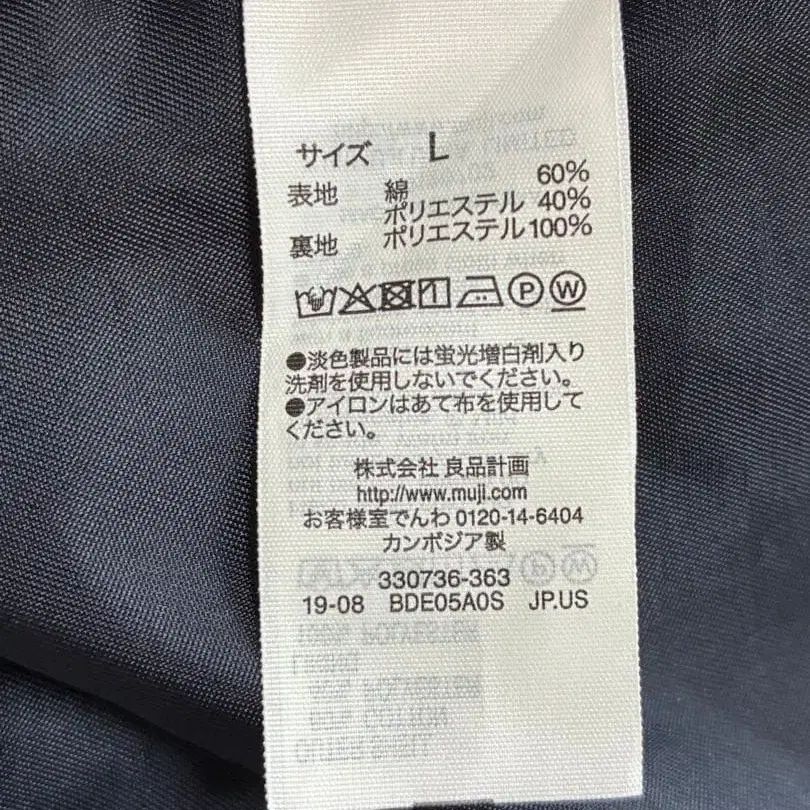 サイズ L
表地 綿 60%
ポリエステル 40%
裏地 ポリエステル 100%
P W
●淡色製品には蛍光増白剤入り
洗剤を使用しないでください。
●アイロンはあて布を使用して
ください。
株式会社 良品計画
http://www.muji.com
お客様室でんわ 0120-14-6404
カンボジア製
330736-363
19-08 BDE05A0S JP.US